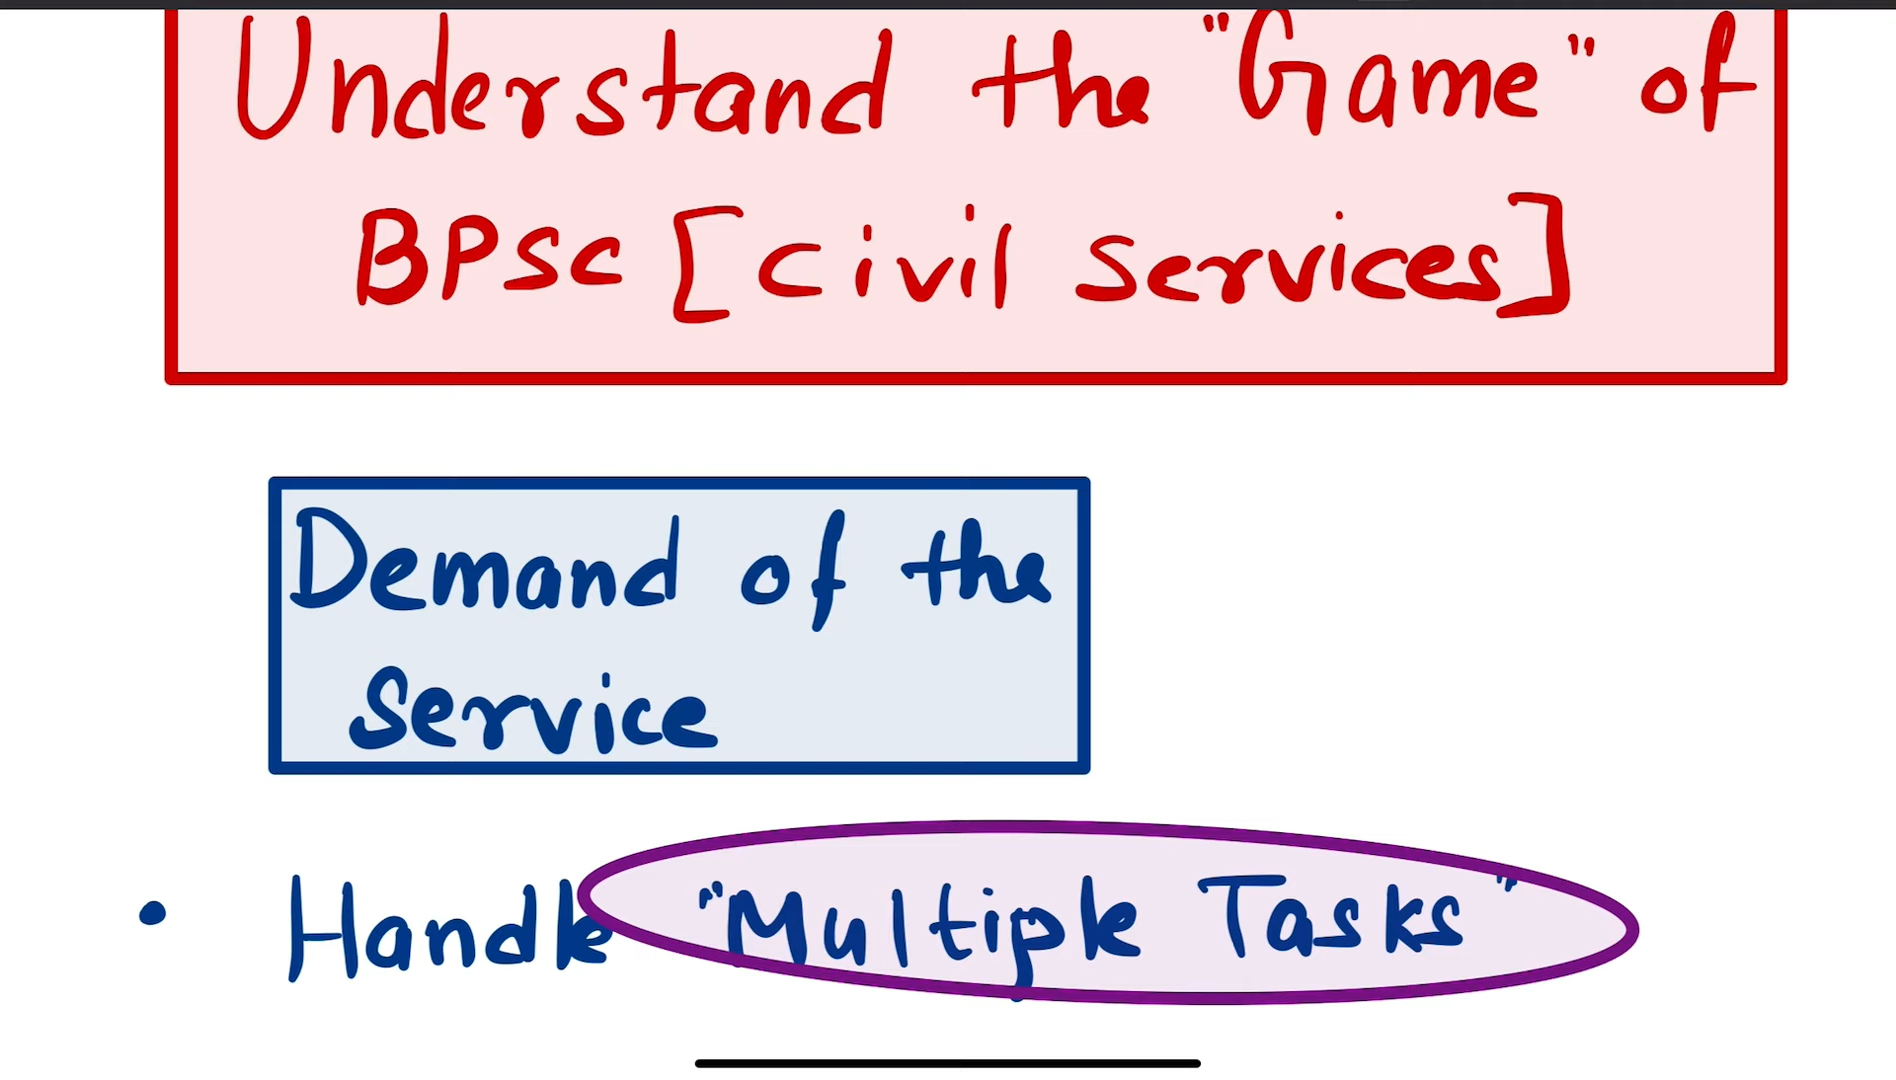 Understand the "Game" of
BPSC [Civil Services]
Demand of the
Service
• Handle "Multiple Tasks"